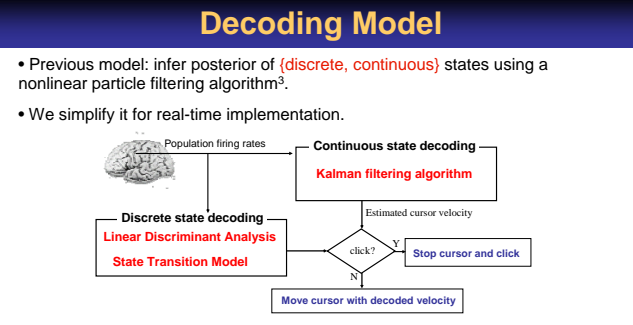 Decoding Model
• Previous model: infer posterior of {discrete, continuous} states using a
nonlinear particle filtering algorithm³.
• We simplify it for real-time implementation.
Population firing rates
Continuous state decoding
Kalman filtering algorithm
Estimated cursor velocity
Discrete state decoding
Linear Discriminant Analysis
State Transition Model
click?
Y
Stop cursor and click
N
Move cursor with decoded velocity